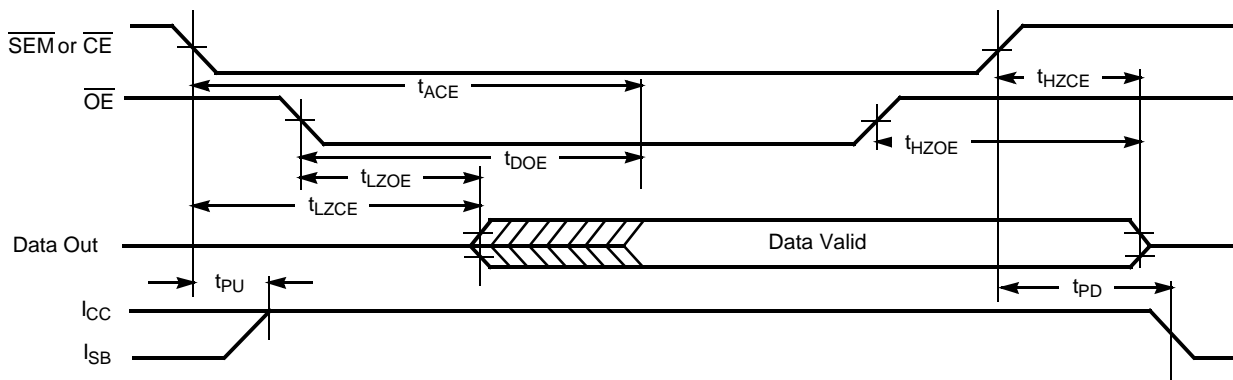 SEM or CE
tACE
tHZCE
OE
tHZOE
tDOE
tLZOE
tLZCE
Data Out
Data Valid
tPU
tPD
ICC
ISB